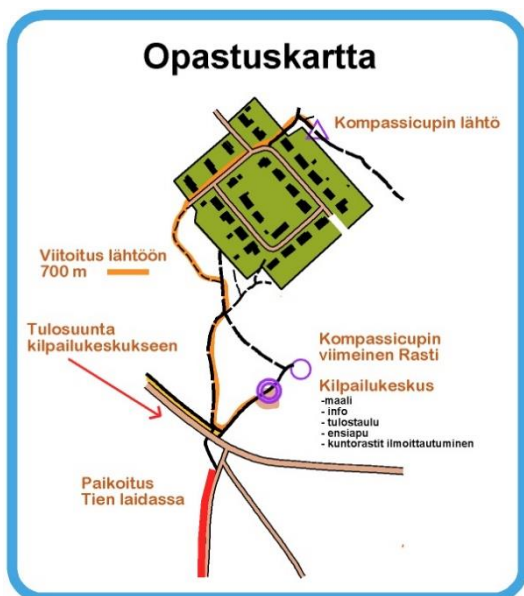 Opastuskartta
Kompassicupin lähtö
Viitoitus lähtöön
700 m
Tulosuunta
kilpailukeskukseen
Kompassicupin
viimeinen Rasti
Kilpailukeskus
-maali
- info
- tulostaulu
- ensiapu
- kuntorastit ilmoittautuminen
Paikoitus
Tien laidassa